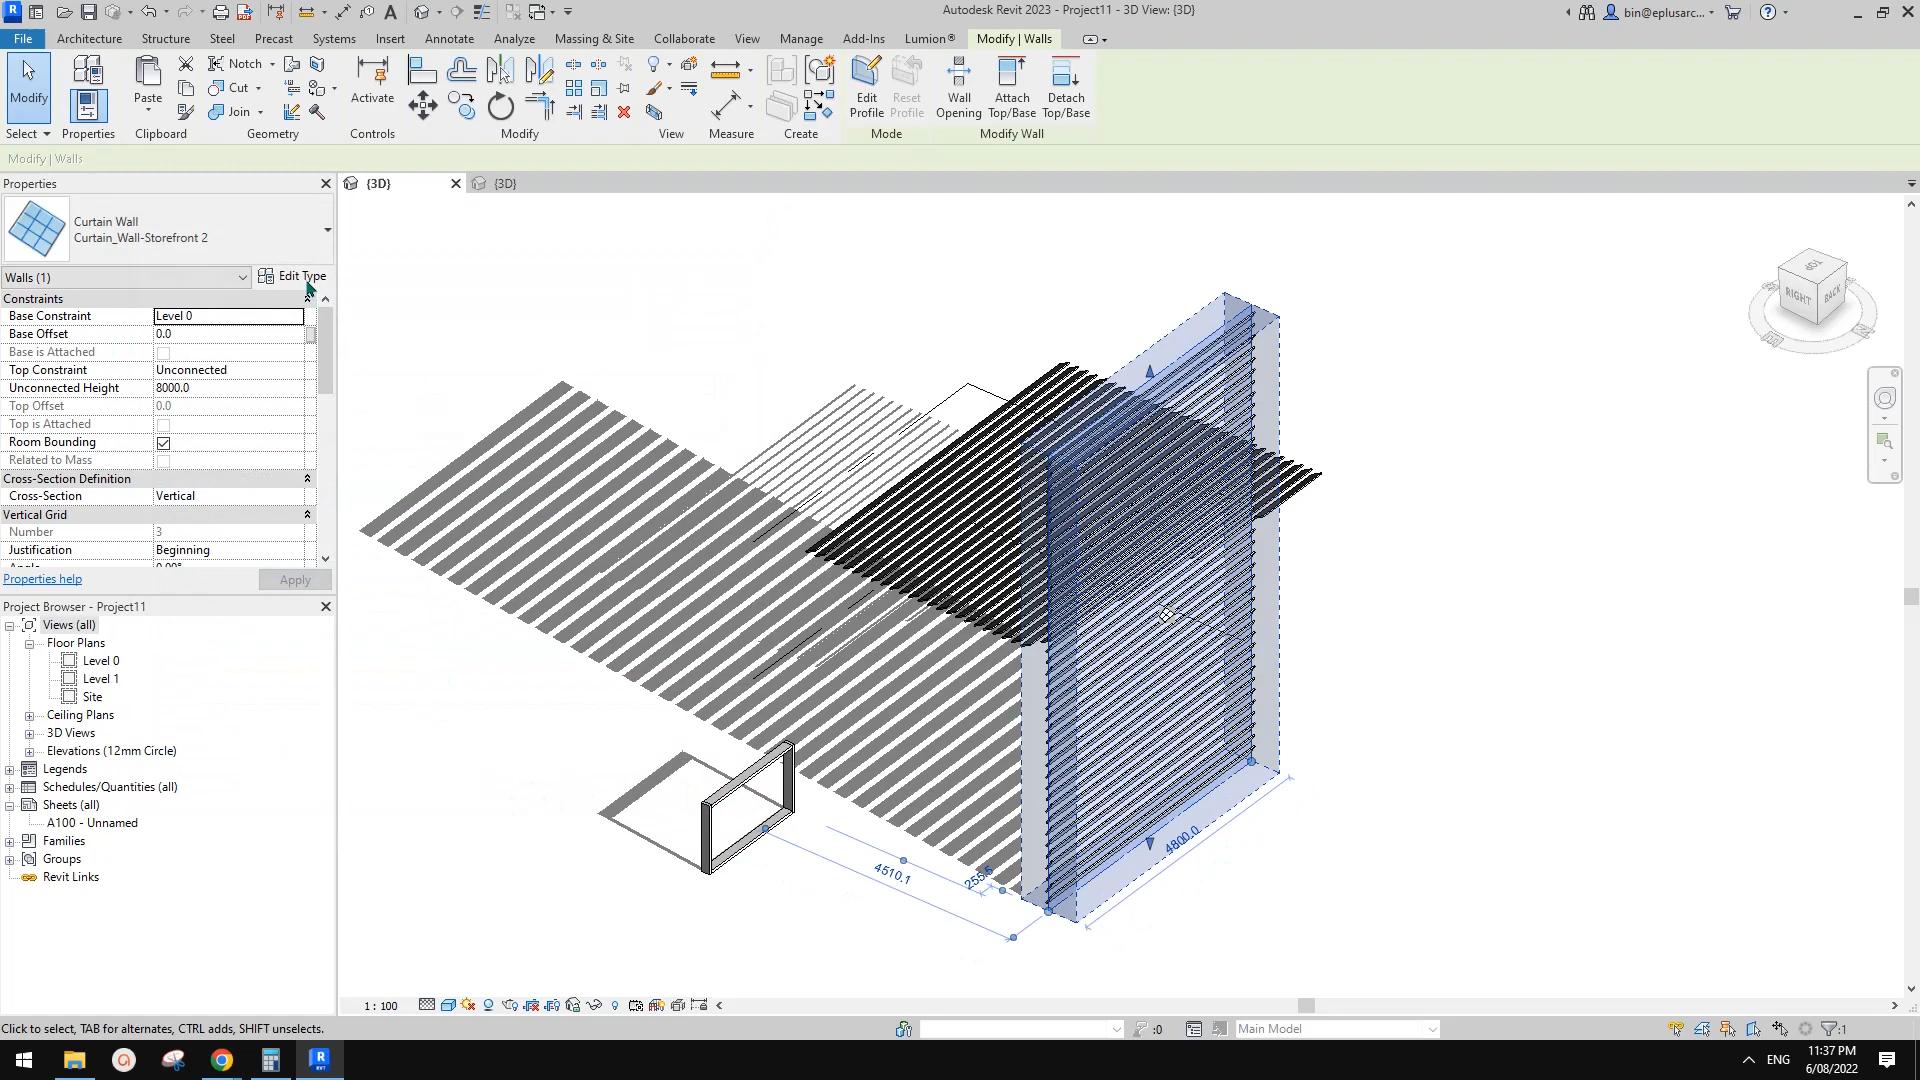 Autodesk Revit 2023 - Project11 - 3D View: {3D}
bin@eplusarc...
File Architecture Structure Steel Precast Systems Insert Annotate Analyze Massing & Site Collaborate View Manage Add-Ins Lumion® Modify | Walls
Modify
Select
Properties
Paste
Clipboard
Notch
Cut
Join
Geometry
Activate
Controls
Modify
View
Measure
Create
Edit Profile
Reset Profile
Mode
Wall Opening
Attach Top/Base
Detach Top/Base
Modify Wall
Modify | Walls
Properties
Curtain Wall
Curtain_Wall-Storefront 2
Walls (1)
Edit Type
Constraints
Base Constraint Level 0
Base Offset 0.0
Base is Attached
Top Constraint Unconnected
Unconnected Height 8000.0
Top Offset 0.0
Top is Attached
Room Bounding
Related to Mass
Cross-Section Definition
Cross-Section Vertical
Vertical Grid
Number 3
Justification Beginning
Angle 0.00°
Properties help
Apply
Project Browser - Project11
Views (all)
Floor Plans
Level 0
Level 1
Site
Ceiling Plans
3D Views
Elevations (12mm Circle)
Legends
Schedules/Quantities (all)
Sheets (all)
A100 - Unnamed
Families
Groups
Revit Links
{3D}
{3D}
TOP
RIGHT
BACK
4510.1
4800.0
1 : 100
Click to select, TAB for alternates, CTRL adds, SHIFT unselects.
:0
Main Model
:1
ENG
11:37 PM
6/08/2022